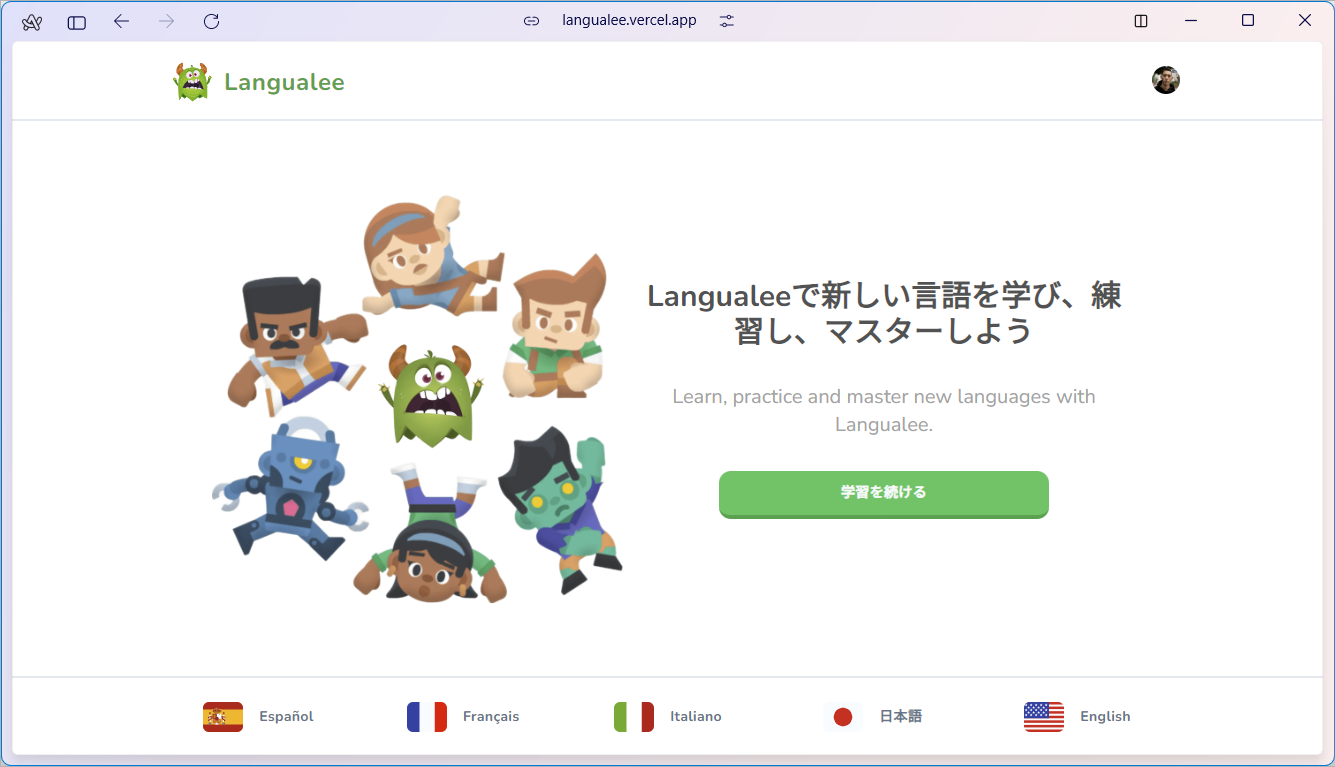 langualee.vercel.app
Langualee
Langualeeで新しい言語を学び、練
習し、マスターしよう
Learn, practice and master new languages with
Langualee.
学習を続ける
Español
Français
Italiano
日本語
English